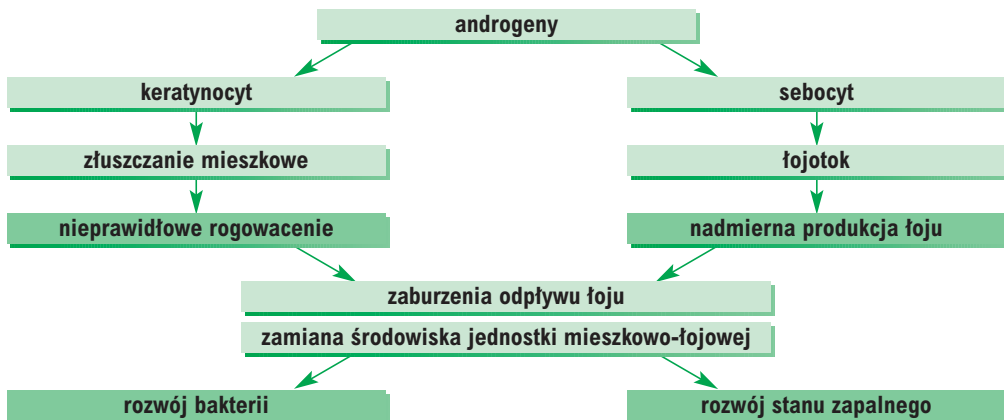 androgeny
keratynocyt
sebocyt
złuszczanie mieszkowe
łojotok
nieprawidłowe rogowacenie
nadmierna produkcja łoju
zaburzenia odpływu łoju
zamiana środowiska jednostki mieszkowo-łojowej
rozwój bakterii
rozwój stanu zapalnego